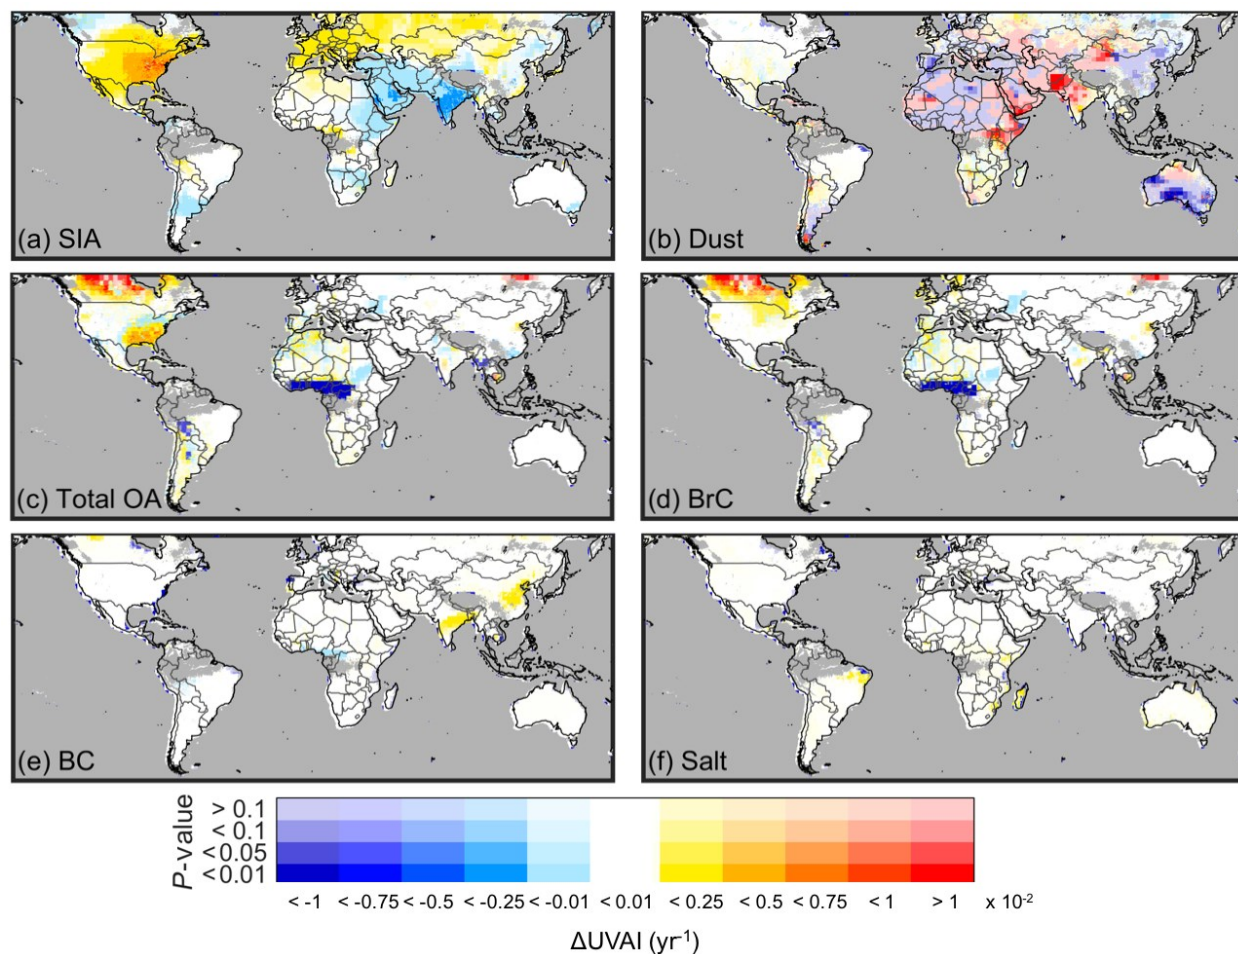 (a) SIA
(b) Dust
(c) Total OA
(d) BrC
(e) BC
(f) Salt
P-value
> 0.1
< 0.1
< 0.05
< 0.01
< -1 < -0.75 < -0.5 < -0.25 < -0.01 < 0.01 < 0.25 < 0.5 < 0.75 < 1 > 1 x 10⁻²
ΔUVAI (yr⁻¹)